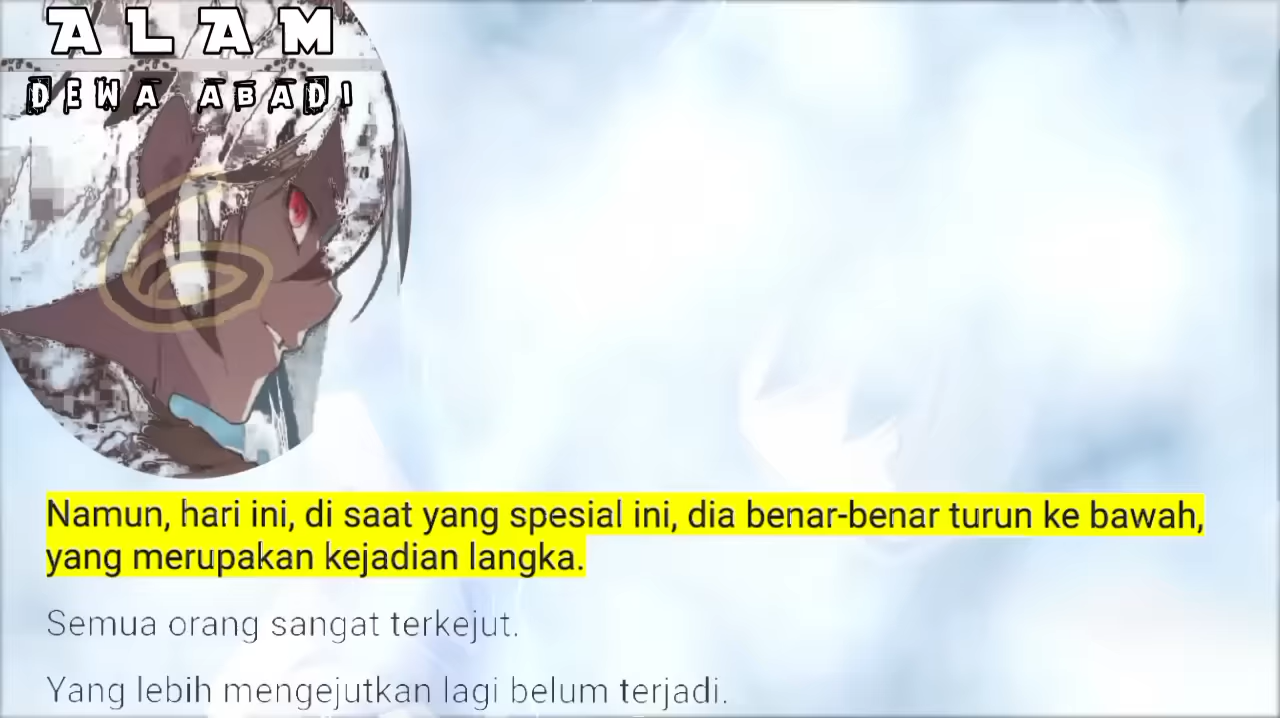 ALAM
DEWA ABADI
Namun, hari ini, di saat yang spesial ini, dia benar-benar turun ke bawah,
yang merupakan kejadian langka.
Semua orang sangat terkejut.
Yang lebih mengejutkan lagi belum terjadi.